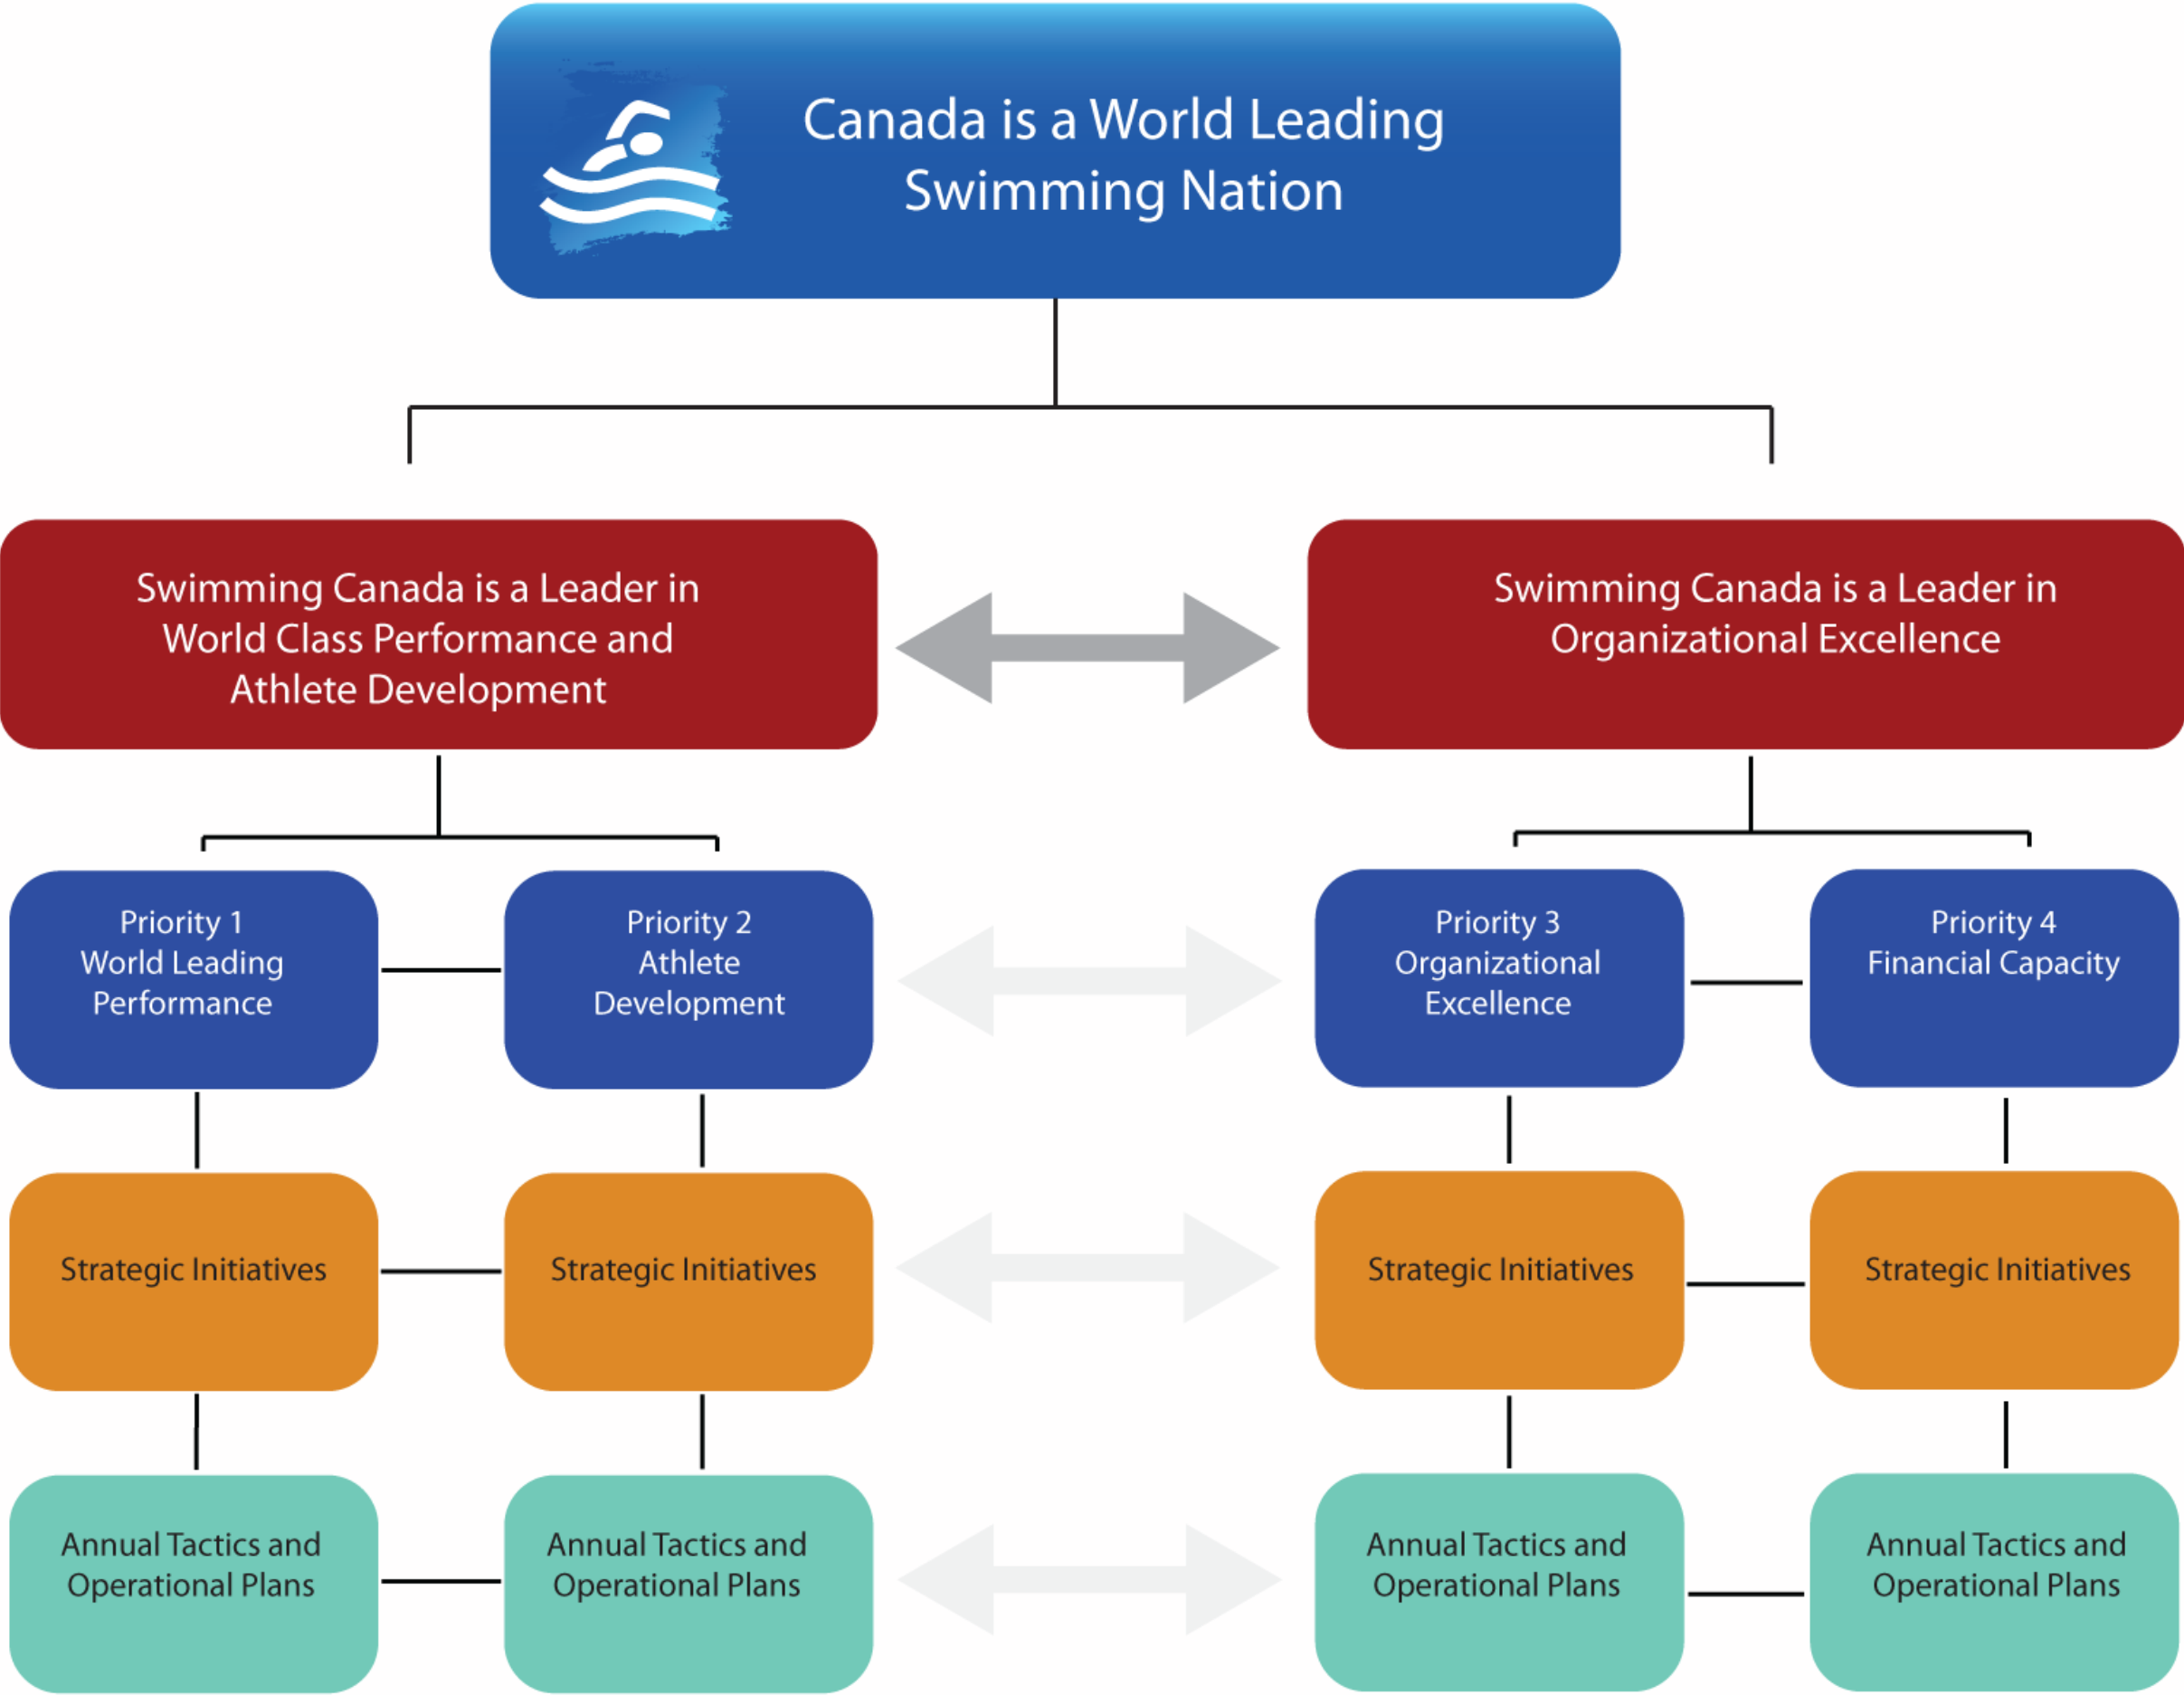 Canada is a World Leading
Swimming Nation
Swimming Canada is a Leader in
World Class Performance and
Athlete Development
Swimming Canada is a Leader in
Organizational Excellence
Priority 1
World Leading
Performance
Priority 2
Athlete
Development
Priority 3
Organizational
Excellence
Priority 4
Financial Capacity
Strategic Initiatives
Strategic Initiatives
Strategic Initiatives
Strategic Initiatives
Annual Tactics and
Operational Plans
Annual Tactics and
Operational Plans
Annual Tactics and
Operational Plans
Annual Tactics and
Operational Plans